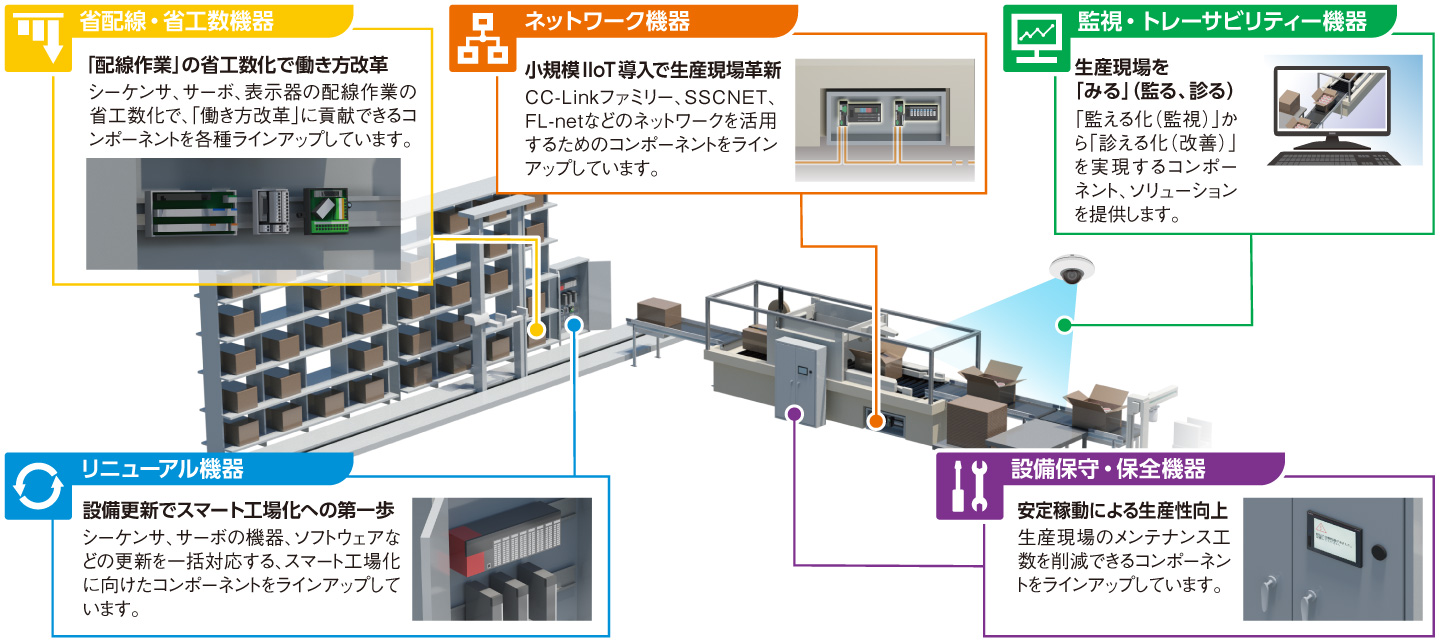 省配線・省工数機器
「配線作業」の省工数化で働き方改革
シーケンサ、サーボ、表示器の配線作業の
省工数化で、「働き方改革」に貢献できるコ
ンポーネントを各種ラインアップしています。
ネットワーク機器
小規模IIoT導入で生産現場革新
CC-Linkファミリー、SSCNET、
FL-netなどのネットワークを活用
するためのコンポーネントをライン
アップしています。
監視・トレーサビリティー機器
生産現場を
「みる」（監る、診る）
「監える化（監視）」か
ら「診える化（改善）」
を実現するコンポー
ネント、ソリューション
を提供します。
リニューアル機器
設備更新でスマート工場化への第一歩
シーケンサ、サーボの機器、ソフトウェアな
どの更新を一括対応する、スマート工場化
に向けたコンポーネントをラインアップして
います。
設備保守・保全機器
安定稼動による生産性向上
生産現場のメンテナンス工
数を削減できるコンポーネン
トをラインアップしています。